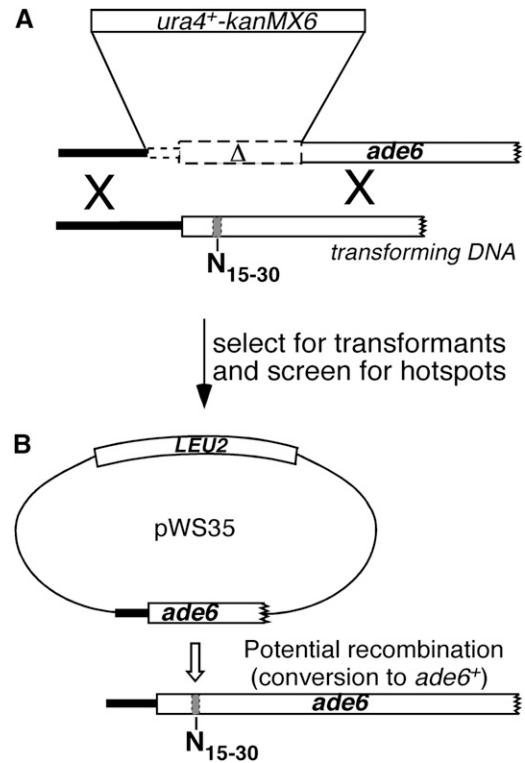 A
ura4+-kanMX6
Δ
ade6
X X
transforming DNA
N15-30
select for transformants
and screen for hotspots
B
LEU2
pWS35
ade6
Potential recombination
(conversion to ade6+)
ade6
N15-30